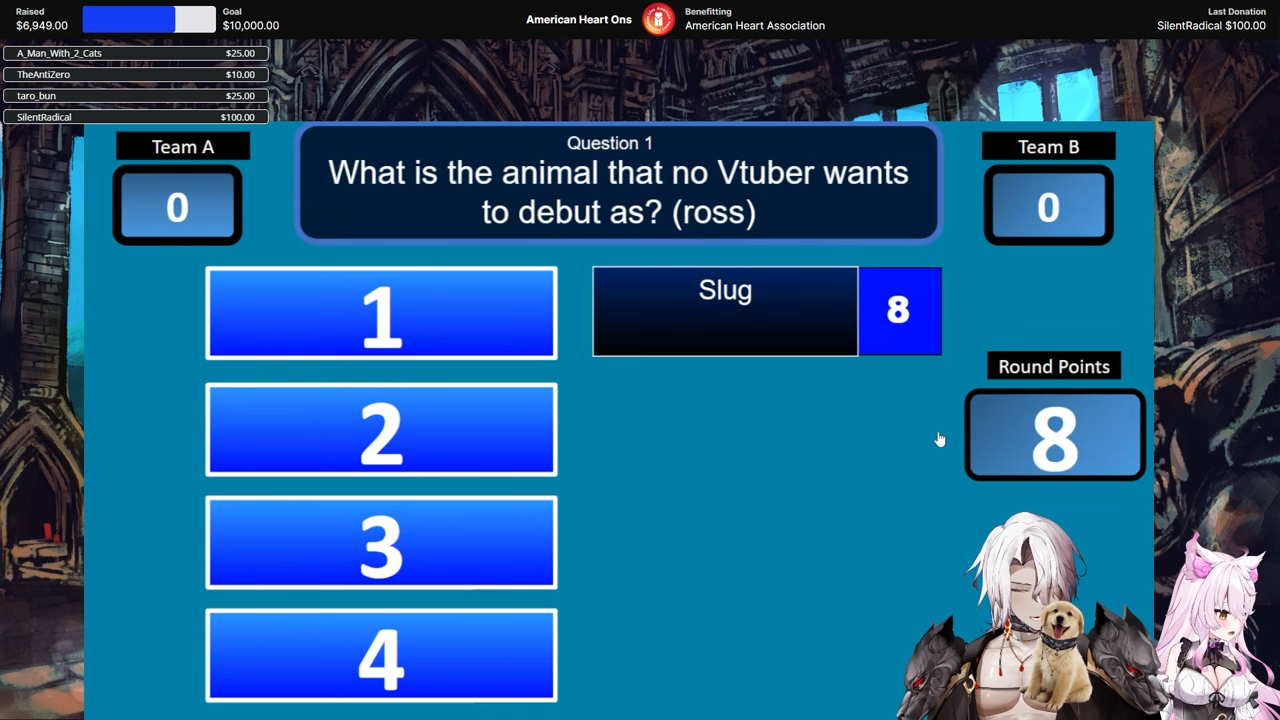 Raised
$6,949.00
Goal
$10,000.00
American Heart Ons
Benefitting
American Heart Association
Last Donation
SilentRadical $100.00
A_Man_With_2_Cats $25.00
TheAntiZero $10.00
taro_bun $25.00
SilentRadical $100.00
Team A
0
Question 1
What is the animal that no Vtuber wants
to debut as? (ross)
Team B
0
1
Slug 8
2
3
4
Round Points
8